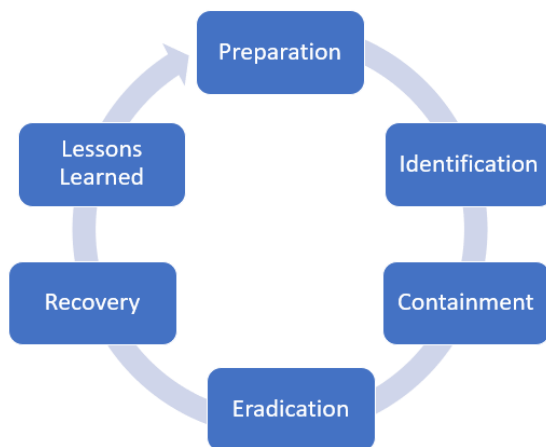 Preparation
Identification
Containment
Eradication
Recovery
Lessons
Learned